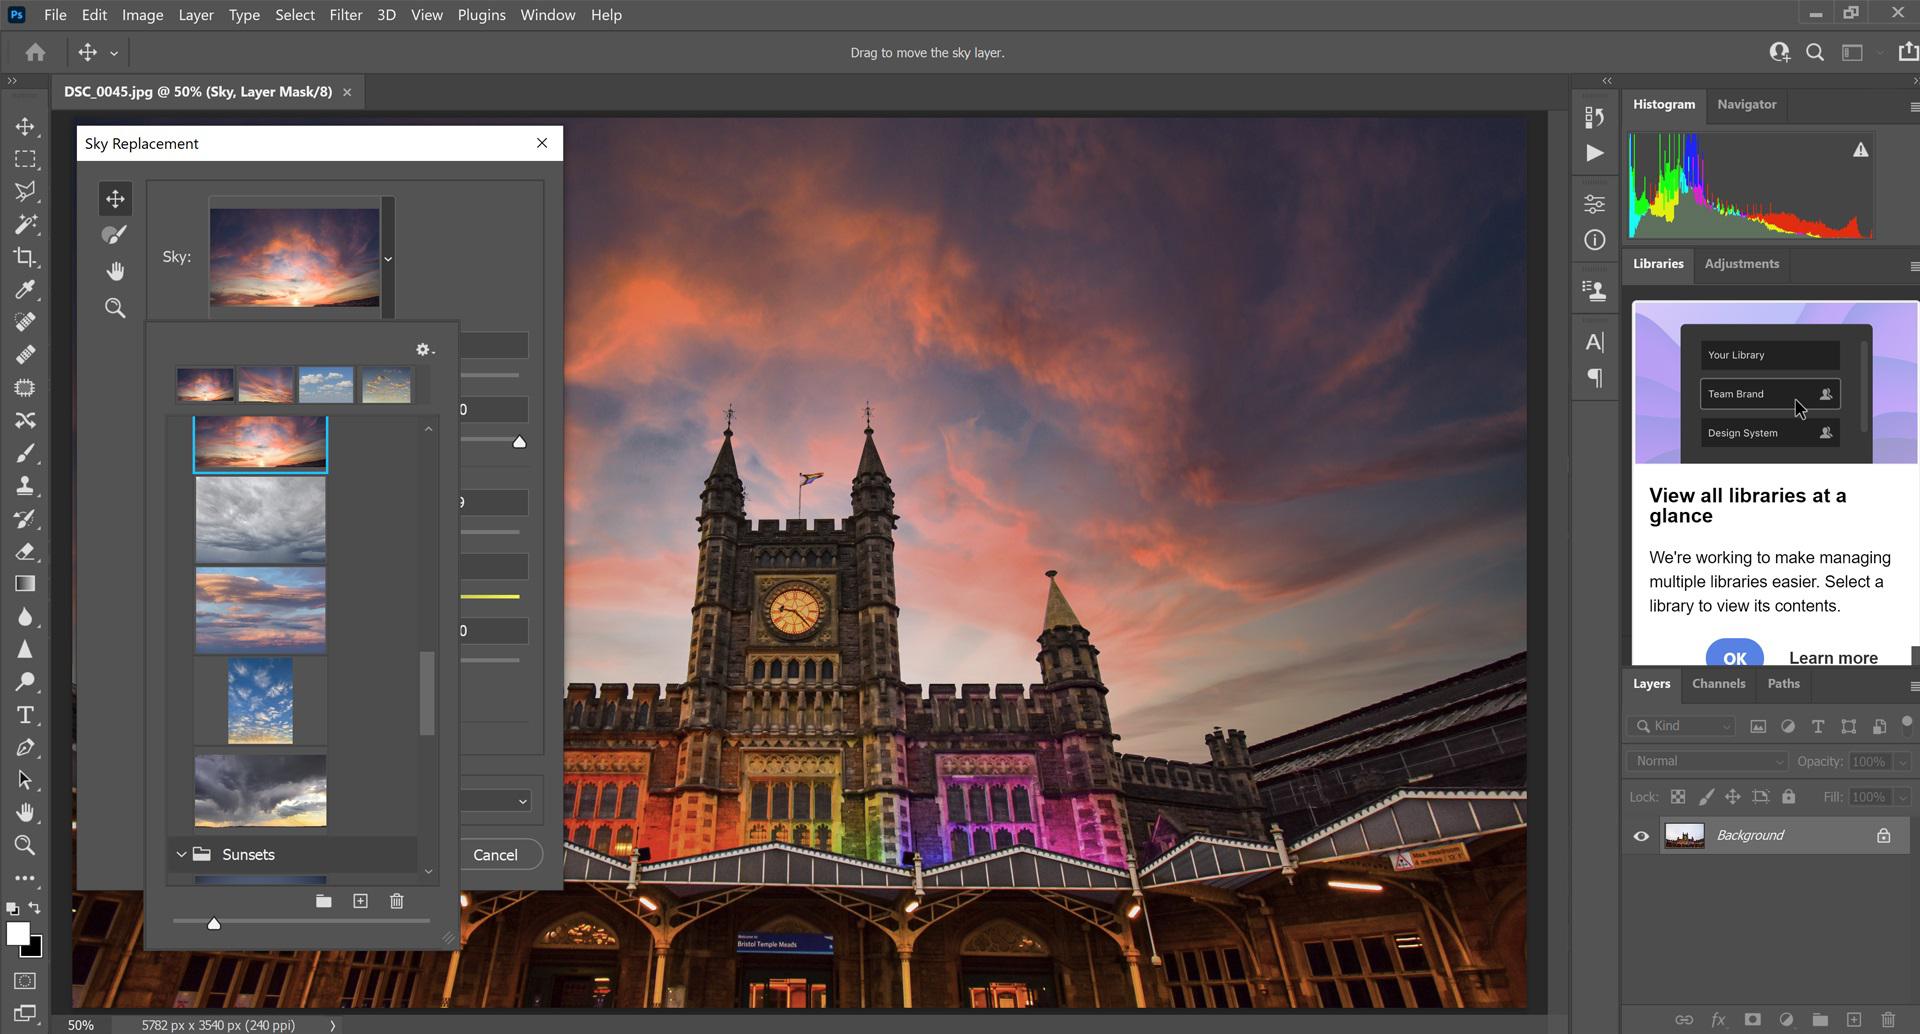 Ps File Edit Image Layer Type Select Filter 3D View Plugins Window Help
Drag to move the sky layer.
DSC_0045.jpg @ 50% (Sky, Layer Mask/8)
Sky Replacement
Sky:
0
9
0
Sunsets
Cancel
Welcome to
Bristol Temple Meads
50% 5782 px x 3540 px (240 ppi)
Histogram Navigator
Libraries Adjustments
Your Library
Team Brand
Design System
View all libraries at a
glance
We're working to make managing
multiple libraries easier. Select a
library to view its contents.
OK Learn more
Layers Channels Paths
Kind
Normal Opacity: 100%
Lock: Fill: 100%
Background